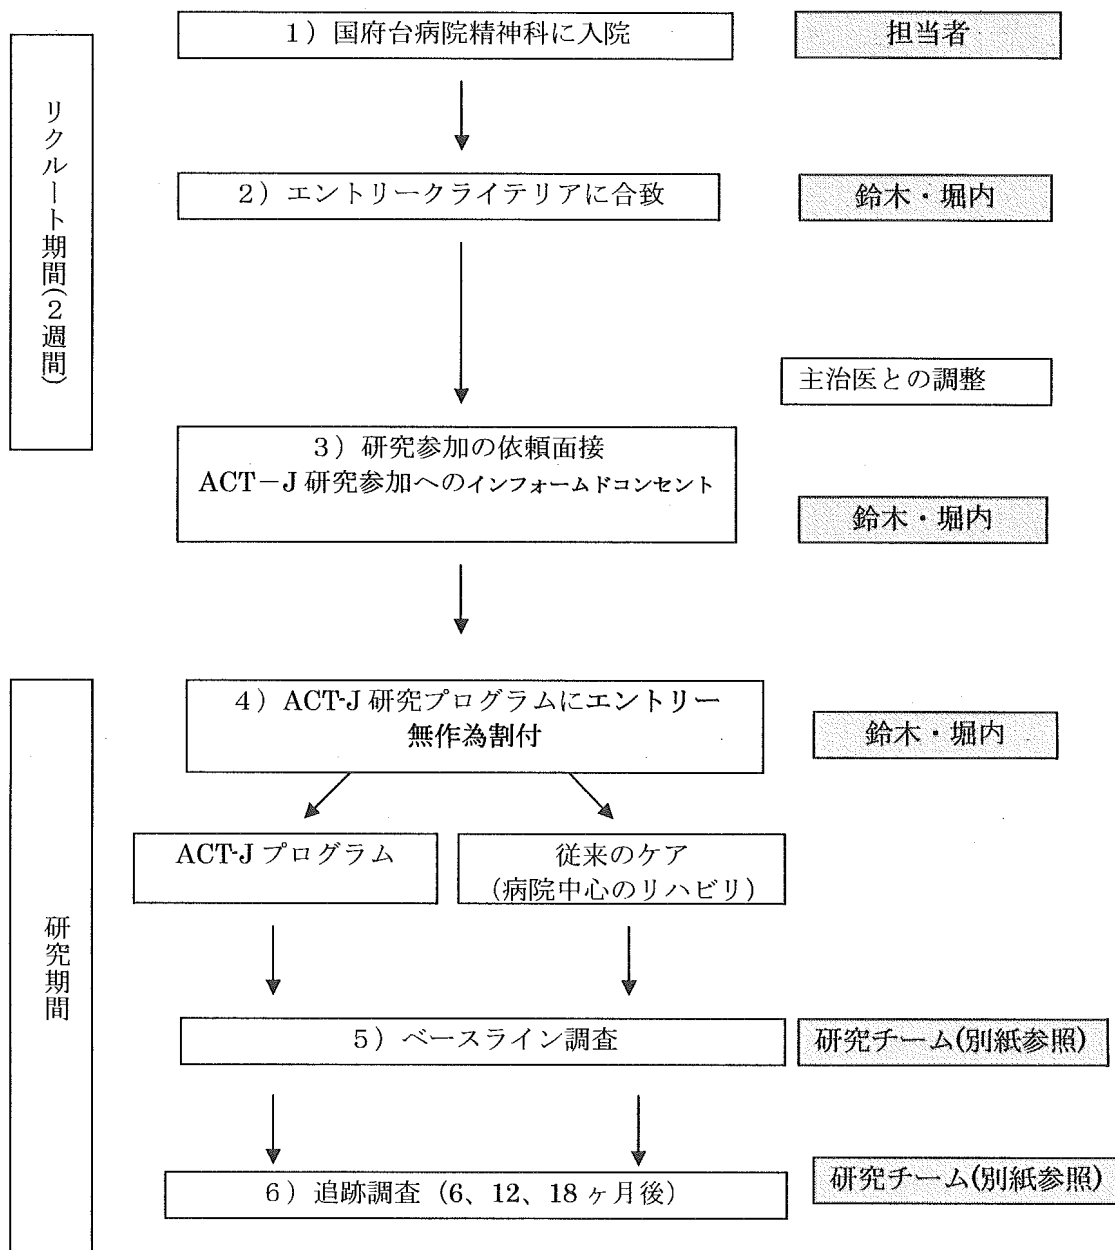 1）国府台病院精神科に入院
担当者
リクルート期間(2週間)
2）エントリークライテリアに合致
鈴木・堀内
主治医との調整
3）研究参加の依頼面接
ACT－J 研究参加へのインフォームドコンセント
鈴木・堀内
4）ACT-J 研究プログラムにエントリー
無作為割付
鈴木・堀内
研究期間
ACT-J プログラム
従来のケア
（病院中心のリハビリ）
5）ベースライン調査
研究チーム(別紙参照)
6）追跡調査（6、12、18 ヶ月後）
研究チーム(別紙参照)